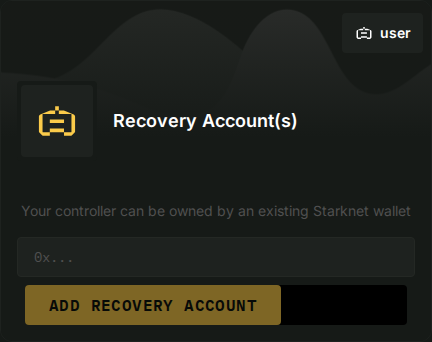 user
Recovery Account(s)
Your controller can be owned by an existing Starknet wallet
0x...
ADD RECOVERY ACCOUNT